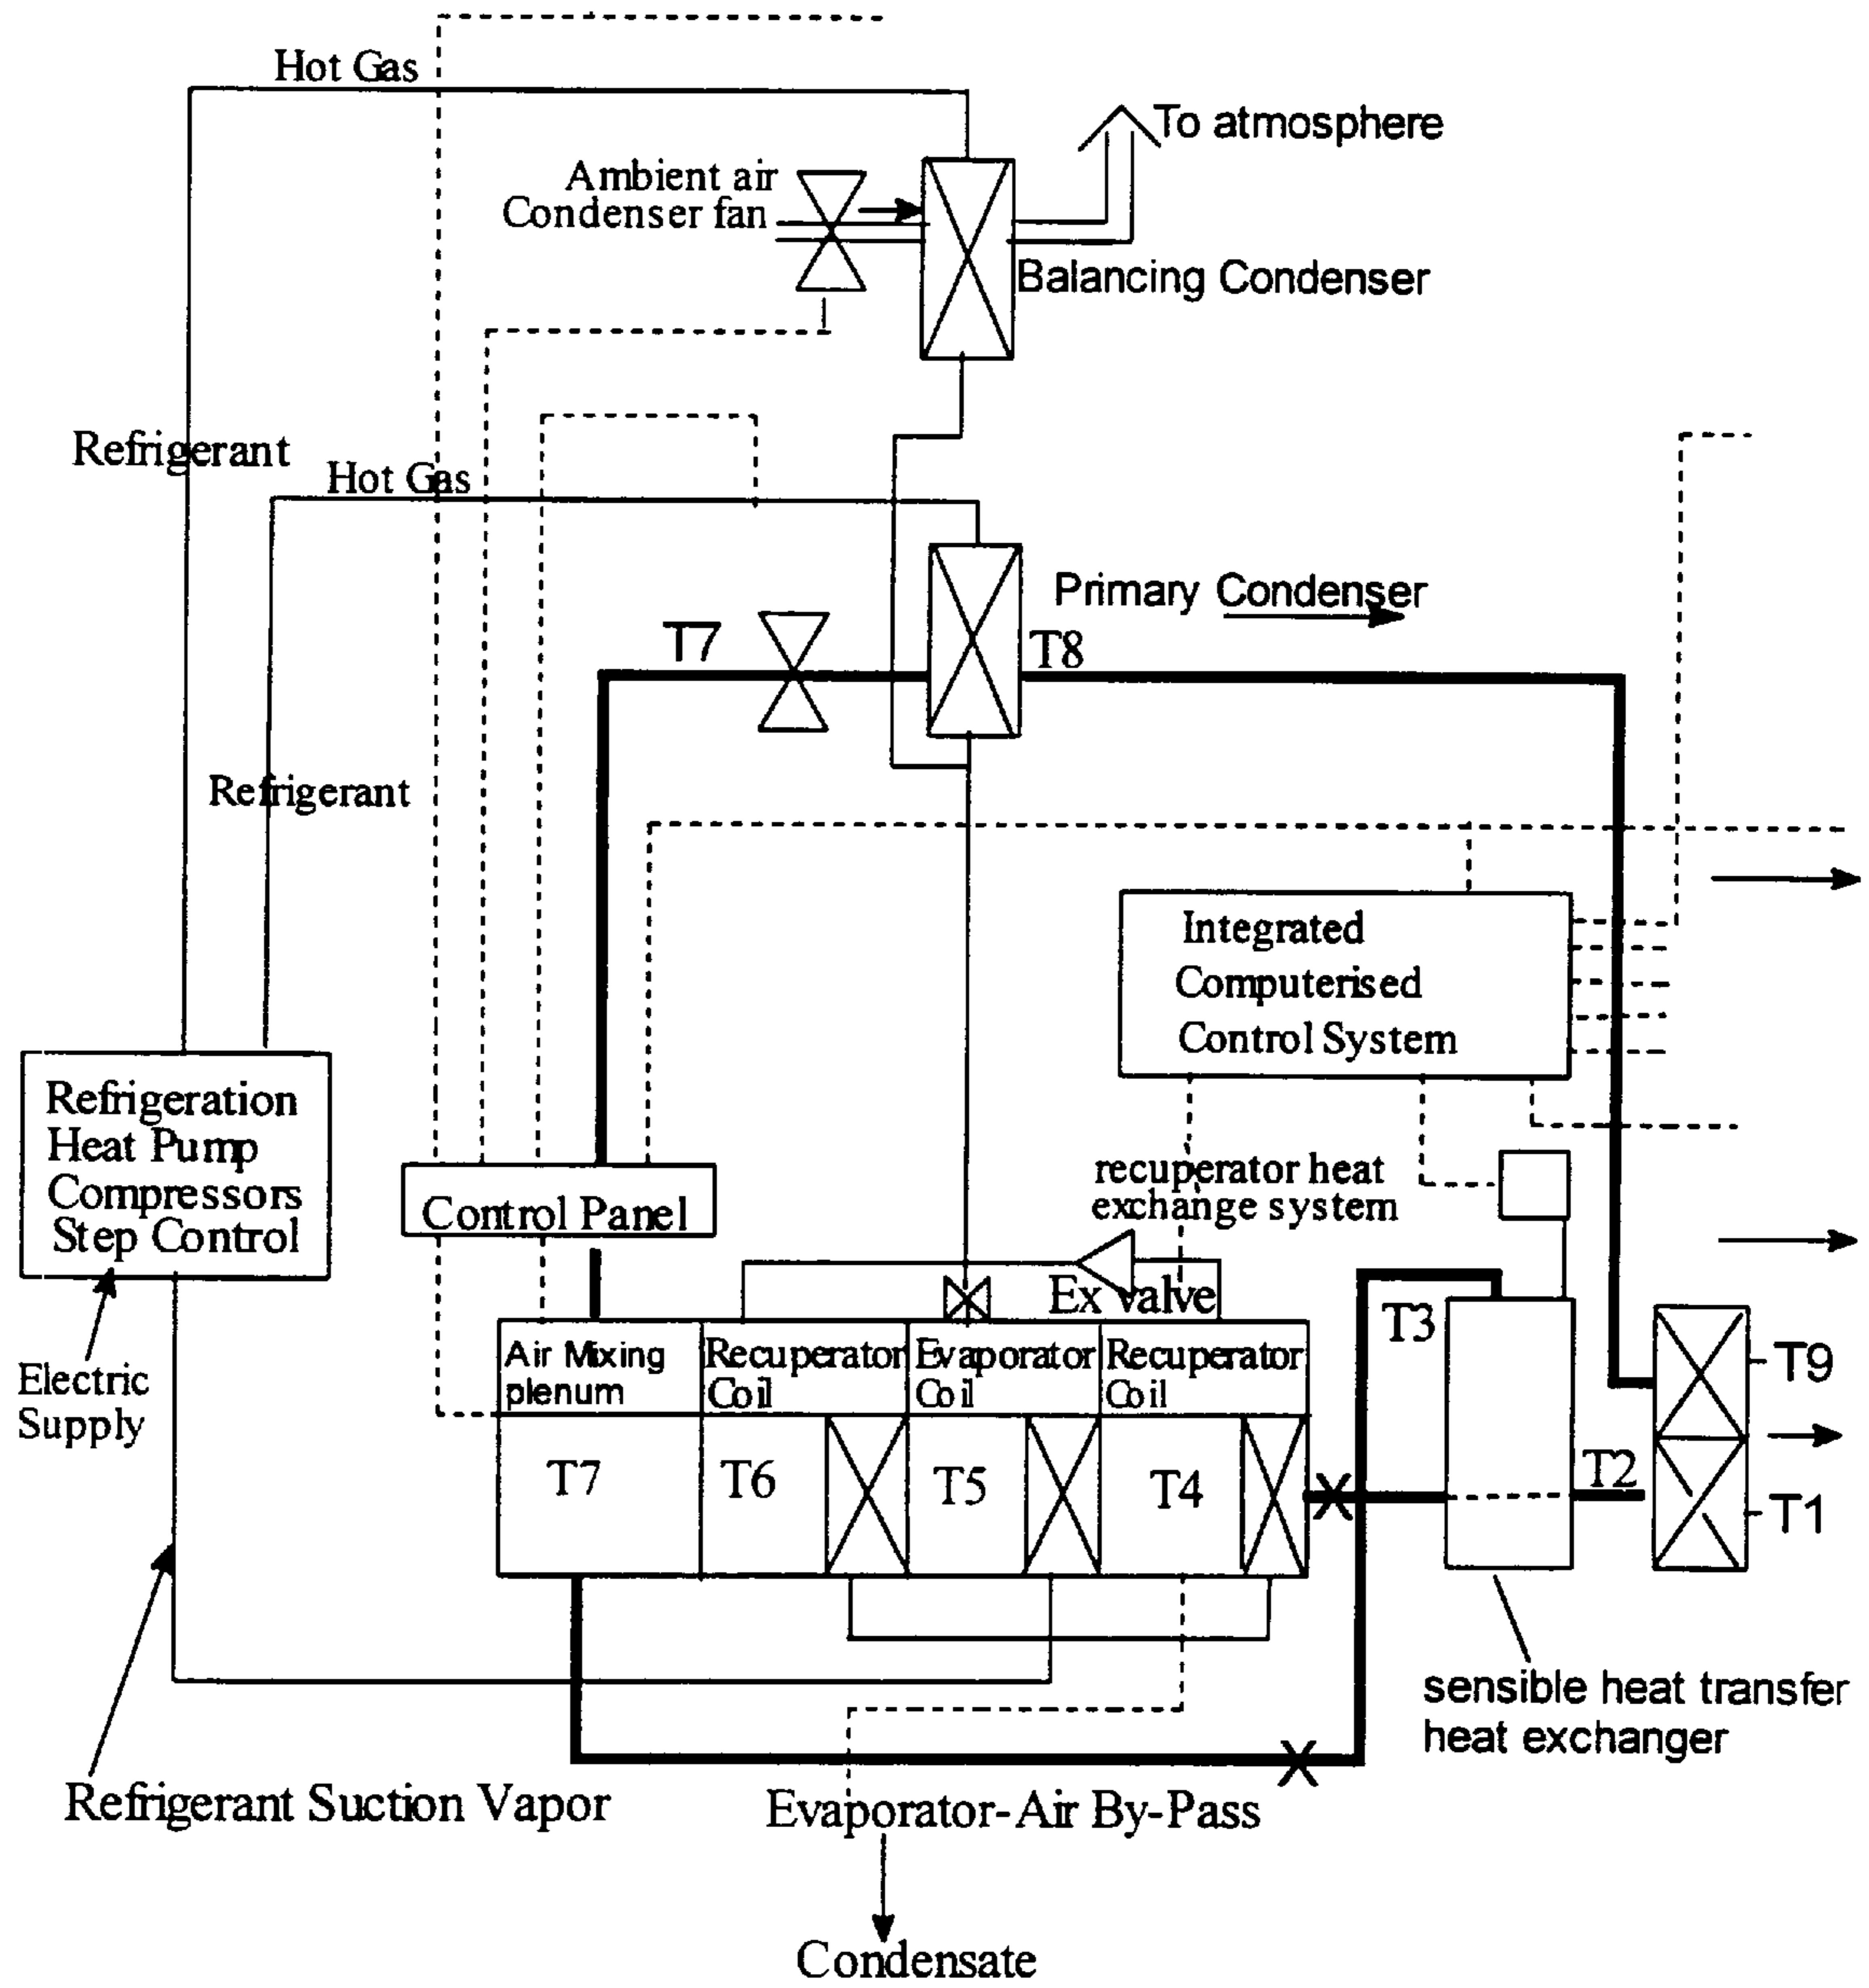 Hot Gas
To atmosphere
Ambient air
Condenser fan
Balancing Condenser
Refrigerant
Hot Gas
Primary Condenser
T7
T8
Refrigerant
Integrated
Computerised
Control System
Refrigeration
Heat Pump
Compressors
Step Control
Control Panel
recuperator heat
exchange system
Ex valve
T3
Air Mixing
plenum
Recuperator
Coil
Evaporator
Coil
Recuperator
Coil
T9
Electric
Supply
T7
T6
T5
T4
T2
T1
sensible heat transfer
heat exchanger
Refrigerant Suction Vapor
Evaporator-Air By-Pass
Condensate